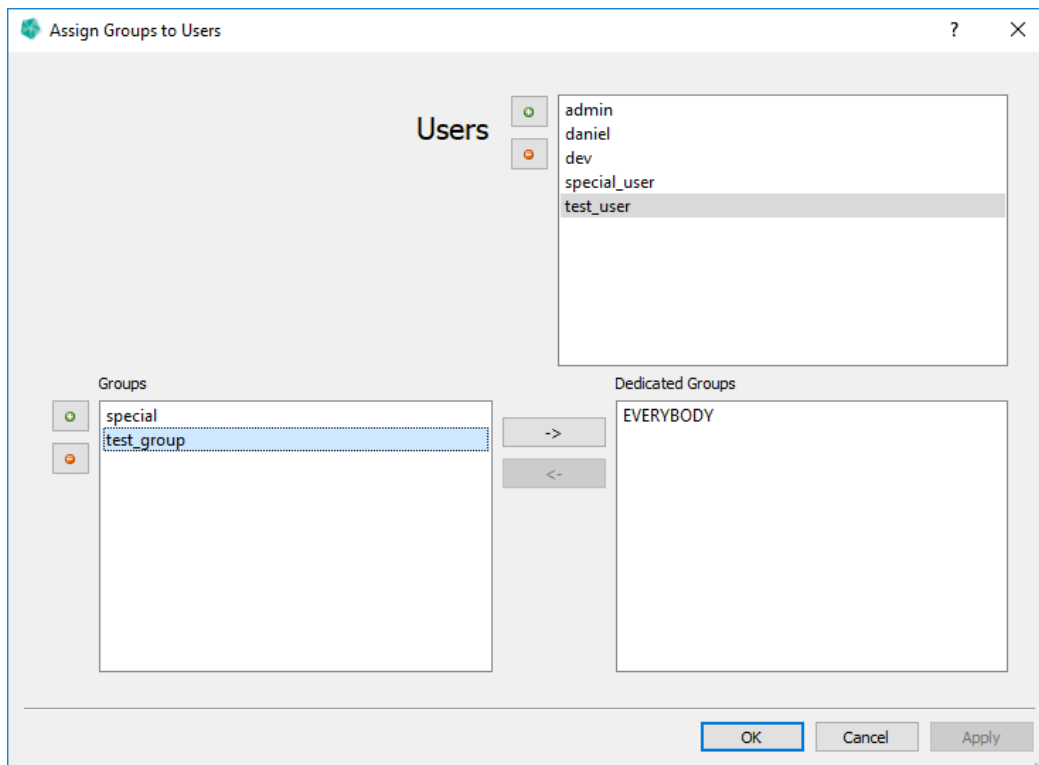 Assign Groups to Users
?
Users
admin
daniel
dev
special_user
test_user
Groups
special
test_group
->
<-
Dedicated Groups
EVERYBODY
OK
Cancel
Apply